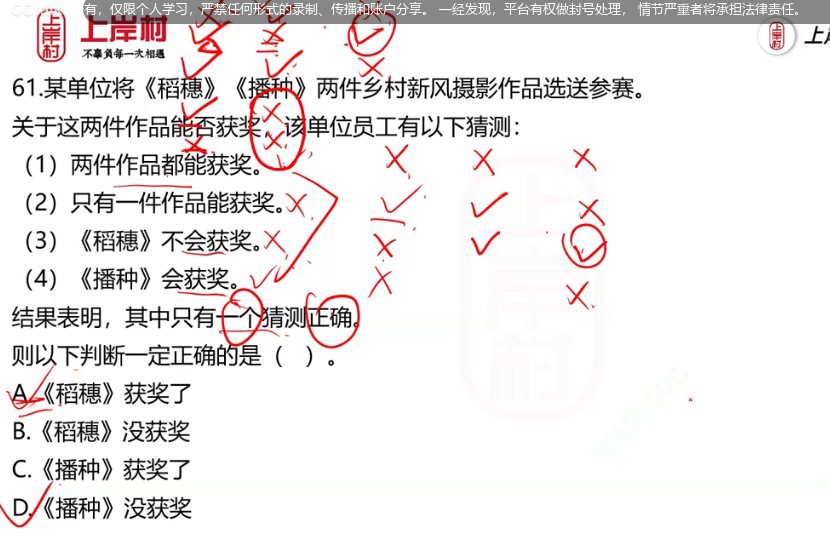 有，仅限个人学习，严禁任何形式的录制、传播和账户分享。一经发现，平台有权做封号处理，情节严重者将承担法律责任。
上岸村 上岸村
不辜负每一次相遇
上岸村 上岸
61.某单位将《稻穗》《播种》两件乡村新风摄影作品选送参赛。
关于这两件作品能否获奖，该单位员工有以下猜测：
（1）两件作品都能获奖。
（2）只有一件作品能获奖。
（3）《稻穗》不会获奖。
（4）《播种》会获奖。
结果表明，其中只有一个猜测正确。
则以下判断一定正确的是（ ）。
A.《稻穗》获奖了
B.《稻穗》没获奖
C.《播种》获奖了
D.《播种》没获奖
上岸村